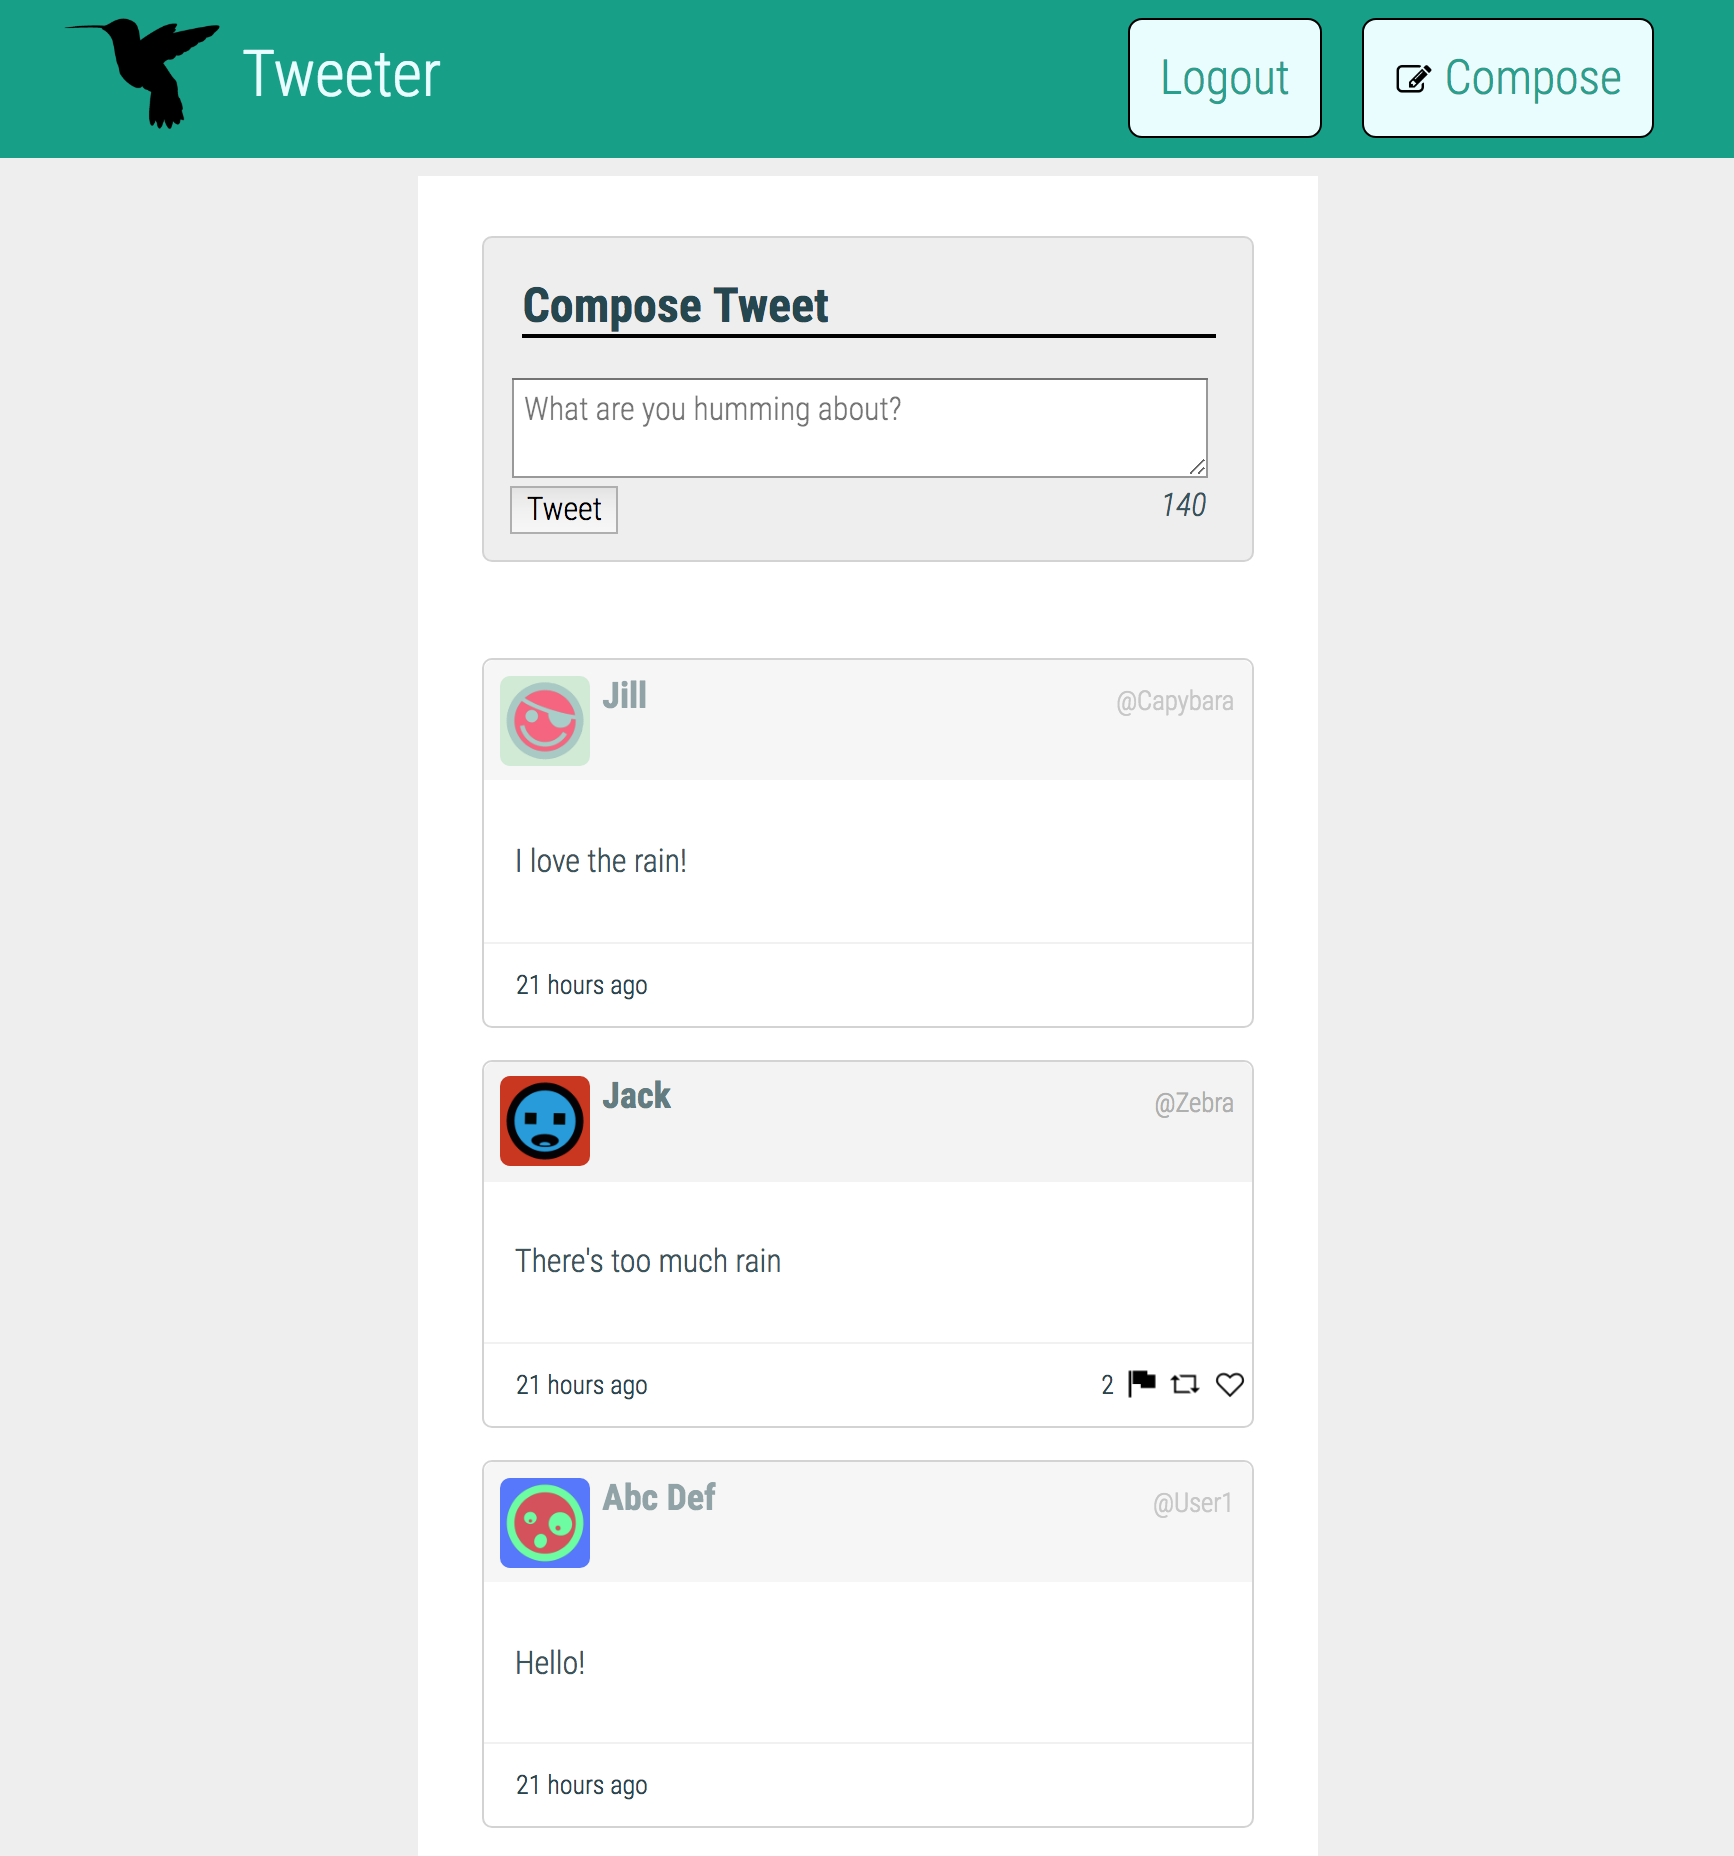 Tweeter
Logout
Compose
Compose Tweet
What are you humming about?
Tweet
140
Jill
@Capybara
I love the rain!
21 hours ago
Jack
@Zebra
There's too much rain
21 hours ago
2
Abc Def
@User1
Hello!
21 hours ago